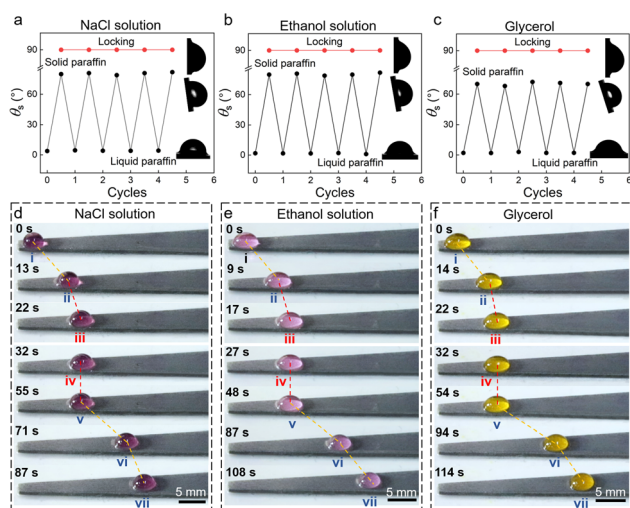 a
NaCl solution
90
Locking
Solid paraffin
60
30
0
θs (°)
Liquid paraffin
0 1 2 3 4 5 6
Cycles
b
Ethanol solution
90
Locking
Solid paraffin
60
30
0
θs (°)
Liquid paraffin
0 1 2 3 4 5 6
Cycles
c
Glycerol
90
Locking
Solid paraffin
60
30
0
θs (°)
Liquid paraffin
0 1 2 3 4 5 6
Cycles
d
NaCl solution
0 s
i
13 s
ii
22 s
iii
32 s
iv
55 s
v
71 s
vi
87 s
vii
5 mm
e
Ethanol solution
0 s
i
9 s
ii
17 s
iii
27 s
iv
48 s
v
87 s
vi
108 s
vii
5 mm
f
Glycerol
0 s
i
14 s
ii
22 s
iii
32 s
iv
54 s
v
94 s
vi
114 s
vii
5 mm